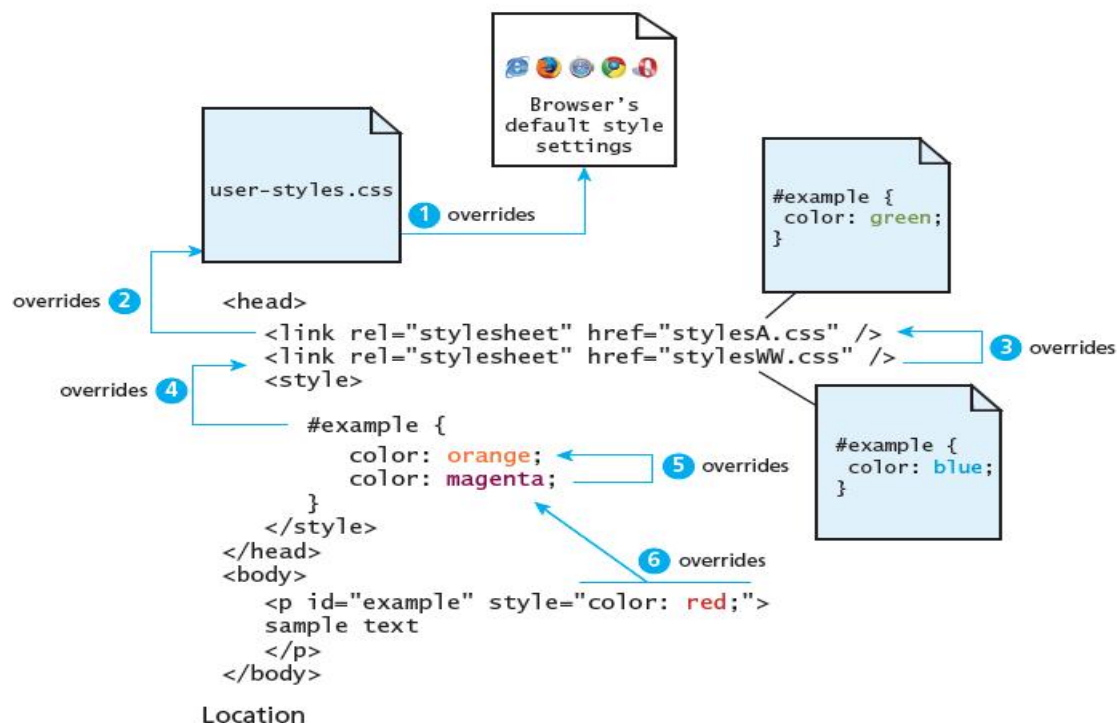 Browser's
default style
settings
user-styles.css
1 overrides
#example {
color: green;
}
overrides 2
<head>
<link rel="stylesheet" href="stylesA.css" />
<link rel="stylesheet" href="stylesWW.css" />
3 overrides
<style>
overrides 4
#example {
color: orange;
color: magenta;
}
5 overrides
#example {
color: blue;
}
</style>
</head>
6 overrides
<body>
<p id="example" style="color: red;">
sample text
</p>
</body>
Location